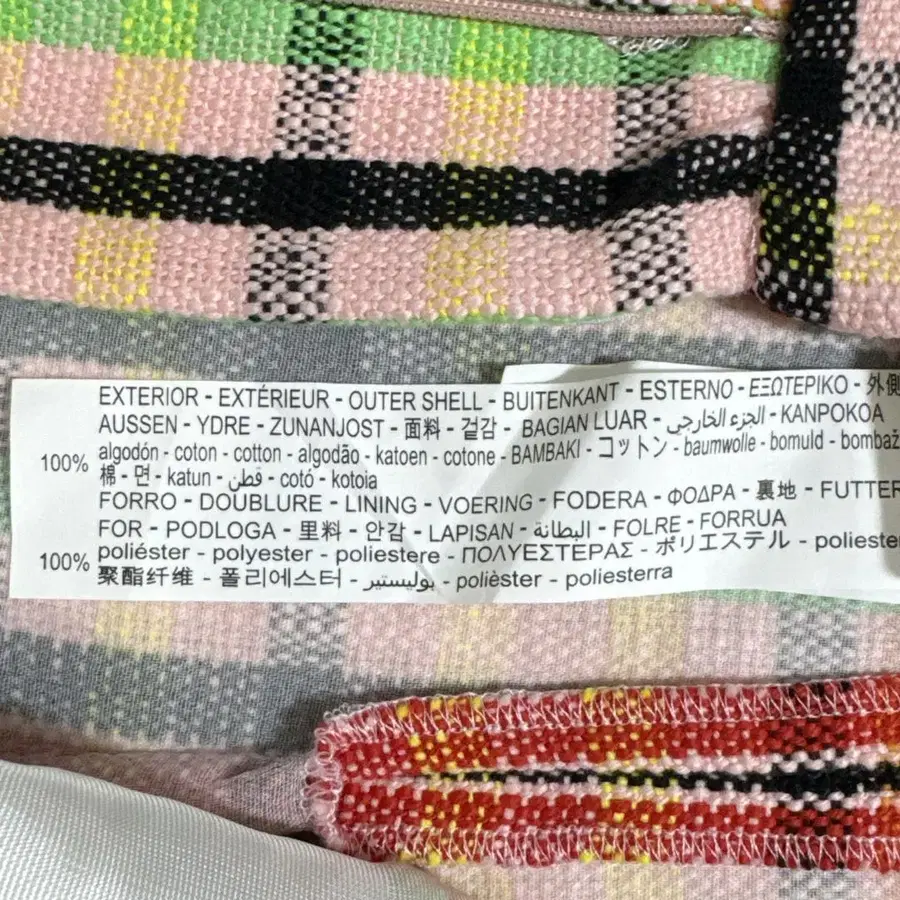 EXTERIOR - EXTÉRIEUR - OUTER SHELL - BUITENKANT - ESTERNO - ΕΞΩΤΕΡΙΚΟ - 外側
AUSSEN - YDRE - ZUNANJOST - 面料 - 겉감 - BAGIAN LUAR - الجزء الخارجي - KANPOKOA
100% algodón - coton - cotton - algodão - katoen - cotone - ΒΑΜΒΑΚΙ - コットン - baumwolle - bomuld - bombaž
棉 - 면 - katun - قطن - cotó - kotoia
FORRO - DOUBLURE - LINING - VOERING - FODERA - ΦΟΔΡΑ - 裏地 - FUTTER
FOR - PODLOGA - 里料 - 안감 - LAPISAN - البطانة - FOLRE - FORRUA
100% poliéster - polyester - poliestere - ΠΟΛΥΕΣΤΕΡΑΣ - ポリエステル -
聚酯纤维 - 폴리에스터 - بوليستير - polièster - poliesterra